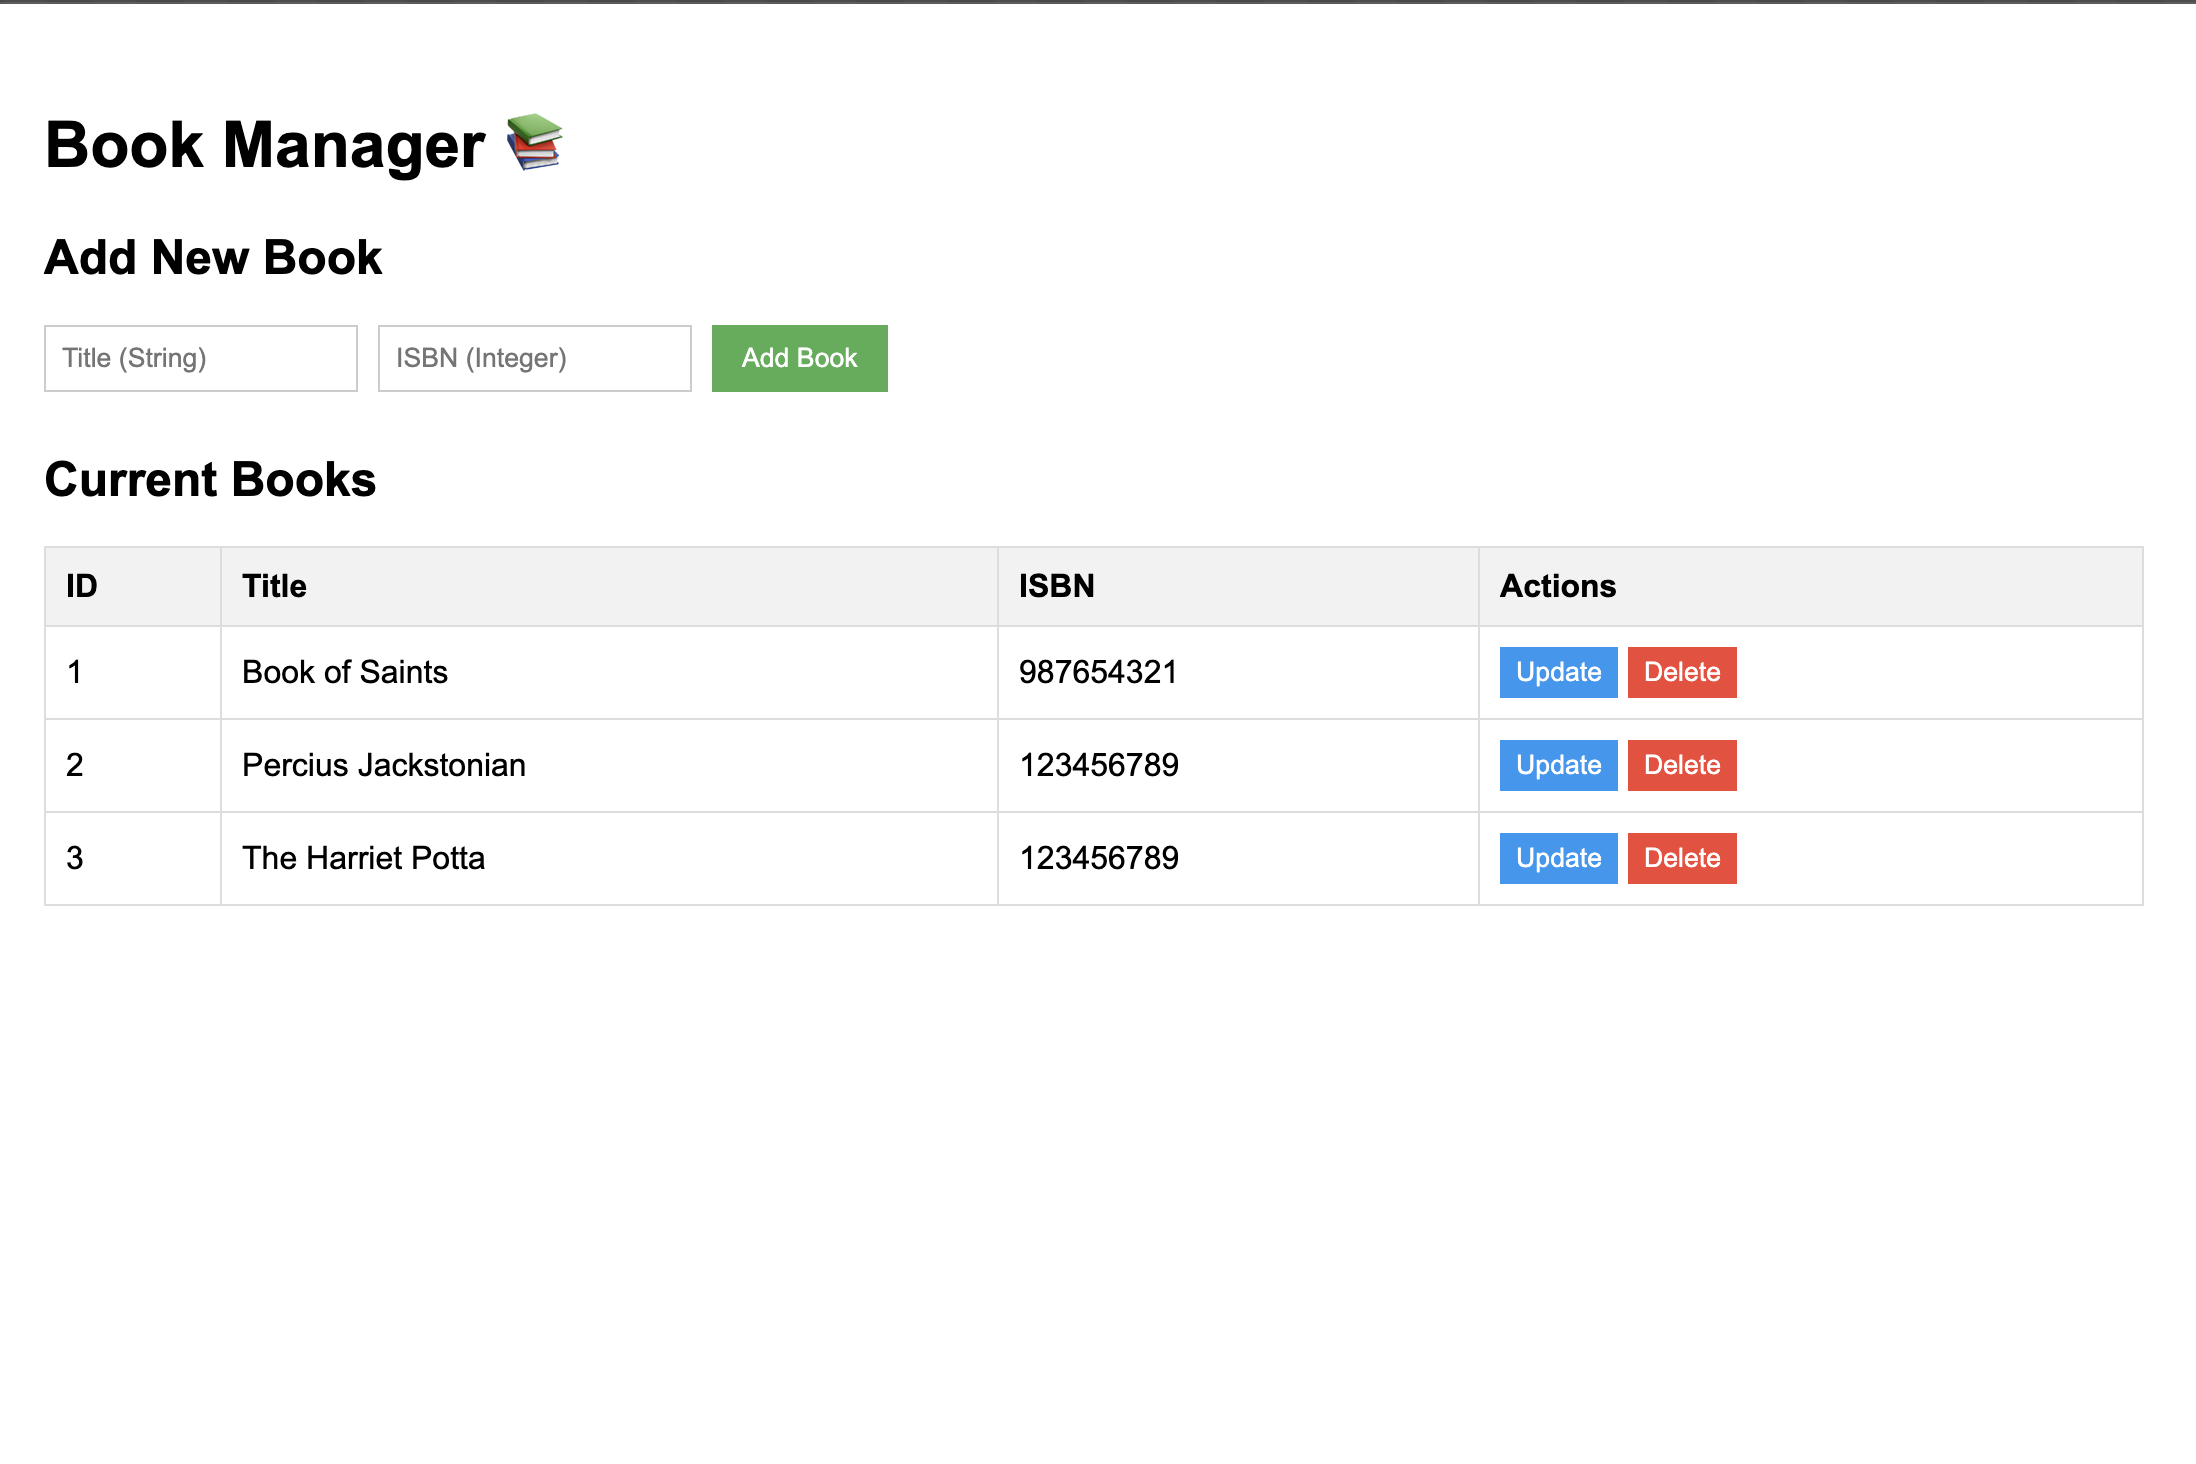 Book Manager 📚
Add New Book
Title (String) ISBN (Integer) Add Book
Current Books
ID Title ISBN Actions
1 Book of Saints 987654321 Update Delete
2 Percius Jackstonian 123456789 Update Delete
3 The Harriet Potta 123456789 Update Delete